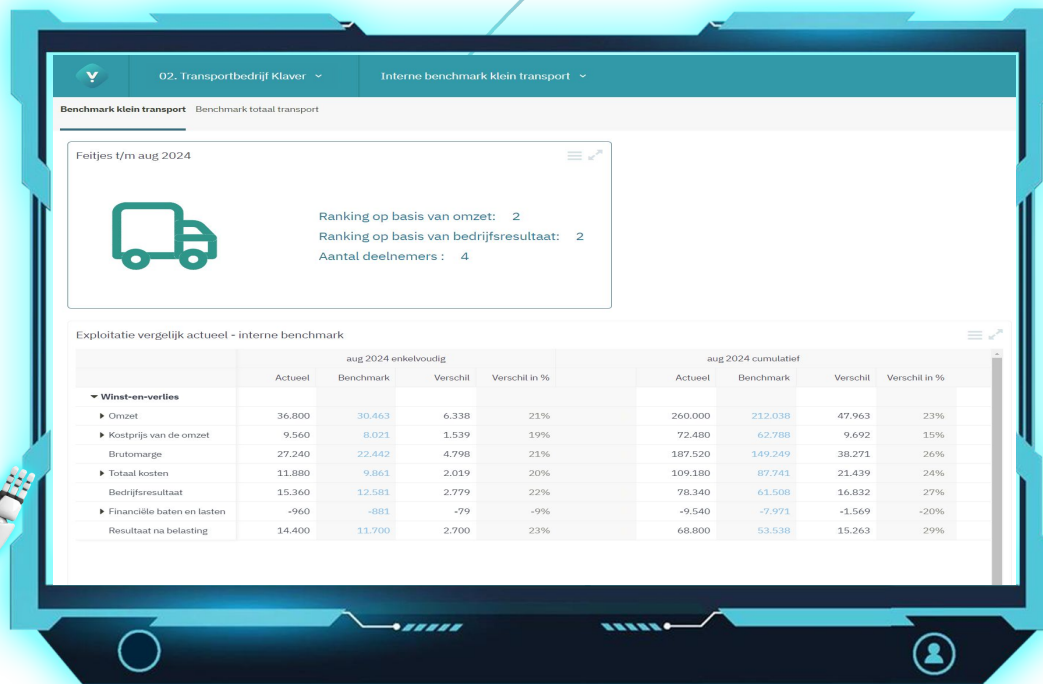 02. Transportbedrijf Klaver Interne benchmark klein transport
Benchmark klein transport Benchmark totaal transport
Feitjes t/m aug 2024
Ranking op basis van omzet: 2
Ranking op basis van bedrijfsresultaat: 2
Aantal deelnemers : 4
Exploitatie vergelijk actueel - interne benchmark
aug 2024 enkelvoudig aug 2024 cumulatief
Actueel Benchmark Verschil Verschil in % Actueel Benchmark Verschil Verschil in %
Winst-en-verlies
Omzet 36.800 30.463 6.338 21% 260.000 212.038 47.963 23%
Kostprijs van de omzet 9.560 8.021 1.539 19% 72.480 62.788 9.692 15%
Brutomarge 27.240 22.442 4.798 21% 187.520 149.249 38.271 26%
Totaal kosten 11.880 9.861 2.019 20% 109.180 87.741 21.439 24%
Bedrijfsresultaat 15.360 12.581 2.779 22% 78.340 61.508 16.832 27%
Financiële baten en lasten -960 -881 -79 -9% -9.540 -7.971 -1.569 -20%
Resultaat na belasting 14.400 11.700 2.700 23% 68.800 53.538 15.263 29%